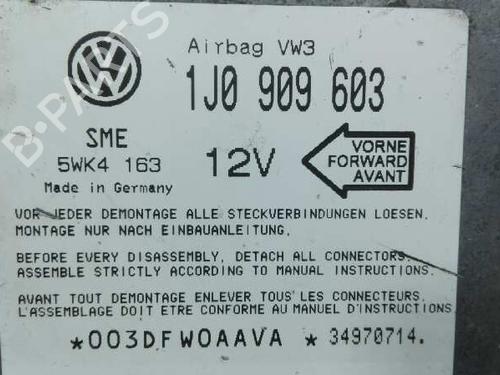 Airbag VW3
1J0 909 603
SME
5WK4 163
12V
VORNE
FORWARD
AVANT
Made in Germany
VOR JEDER DEMONTAGE ALLE STECKVERBINDUNGEN LOESEN.
MONTAGE NUR NACH EINBAUANLEITUNG.
BEFORE EVERY DISASSEMBLY, DETACH ALL CONNECTORS.
ASSEMBLE STRICTLY ACCORDING TO MANUAL INSTRUCTIONS.
AVANT TOUT DEMONTAGE ENLEVER TOUS LES CONNECTEURS.
L'ASSEMBLAGE DOIT ETRE CONFORME AU MANUEL D'INSTRUCTIONS.
*003DFW0AAVA * 34970714.
B-PARTS